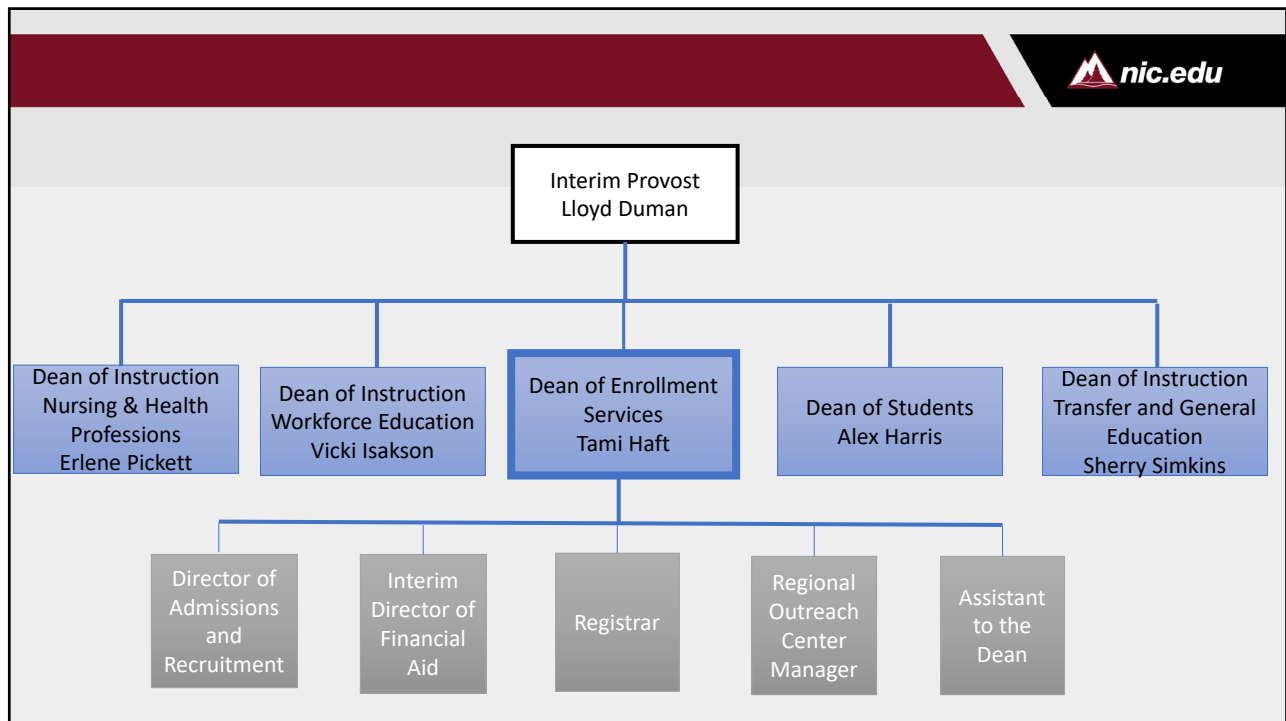 nic.edu
Interim Provost
Lloyd Duman
Dean of Instruction
Nursing & Health
Professions
Erlene Pickett
Dean of Instruction
Workforce Education
Vicki Isakson
Dean of Enrollment
Services
Tami Haft
Dean of Students
Alex Harris
Dean of Instruction
Transfer and General
Education
Sherry Simkins
Director of
Admissions
and
Recruitment
Interim
Director of
Financial
Aid
Registrar
Regional
Outreach
Center
Manager
Assistant
to the
Dean